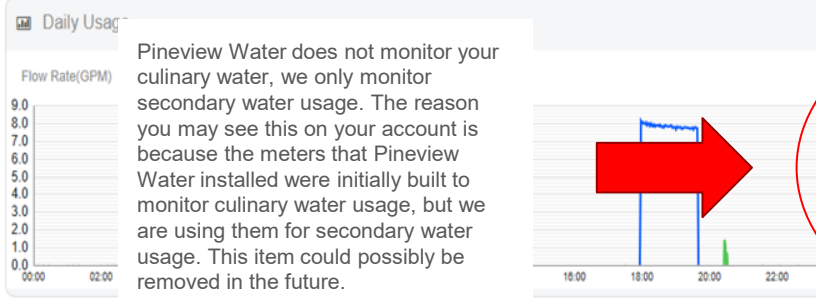 Daily Usage
Pineview Water does not monitor your
culinary water, we only monitor
secondary water usage. The reason
you may see this on your account is
because the meters that Pineview
Water installed were initially built to
monitor culinary water usage, but we
are using them for secondary water
usage. This item could possibly be
removed in the future.
Flow Rate(GPM)
9.0
8.0
7.0
6.0
5.0
4.0
3.0
2.0
1.0
0.0
00:00 02:00 16:00 18:00 20:00 22:00